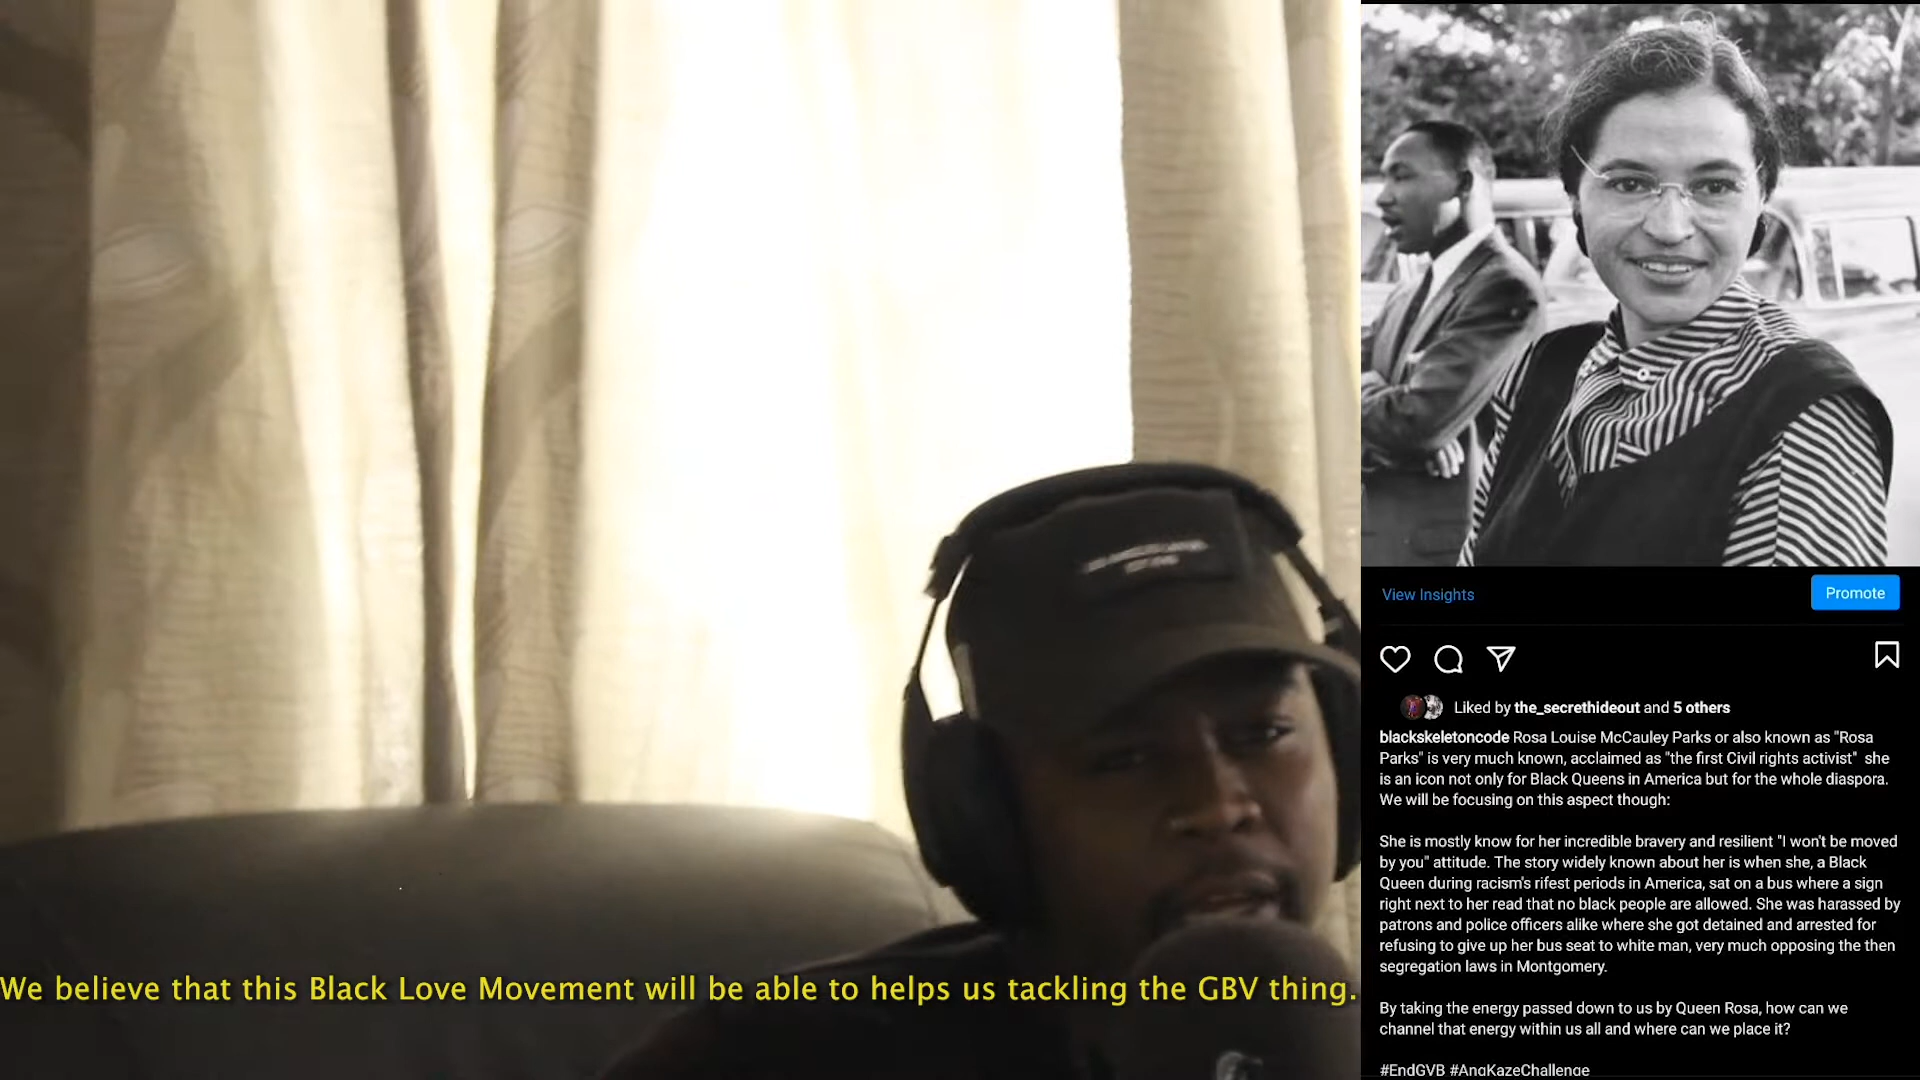 We believe that this Black Love Movement will be able to helps us tackling the GBV thing.
View Insights
Promote
Liked by the_secrethideout and 5 others
blackskeletoncode Rosa Louise McCauley Parks or also known as "Rosa
Parks" is very much known, acclaimed as "the first Civil rights activist" she
is an icon not only for Black Queens in America but for the whole diaspora.
We will be focusing on this aspect though:
She is mostly know for her incredible bravery and resilient "I won't be moved
by you" attitude. The story widely known about her is when she, a Black
Queen during racism's rifest periods in America, sat on a bus where a sign
right next to her read that no black people are allowed. She was harassed by
patrons and police officers alike where she got detained and arrested for
refusing to give up her bus seat to white man, very much opposing the then
segregation laws in Montgomery.
By taking the energy passed down to us by Queen Rosa, how can we
channel that energy within us all and where can we place it?
#EndGVB #AngKazeChallenge